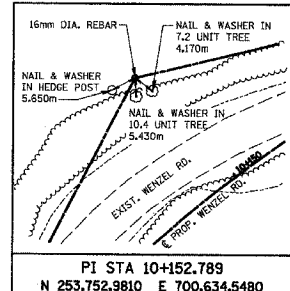 16mm DIA. REBAR
NAIL & WASHER IN
7.2 UNIT TREE
4.170m
NAIL & WASHER
IN HEDGE POST
5.650m
NAIL & WASHER IN
10.4 UNIT TREE
5.430m
EXIST. WENZEL RD.
10+150
℄ PROP. WENZEL RD.
PI STA 10+152.789
N 253,752.9810 E 700,634.5480